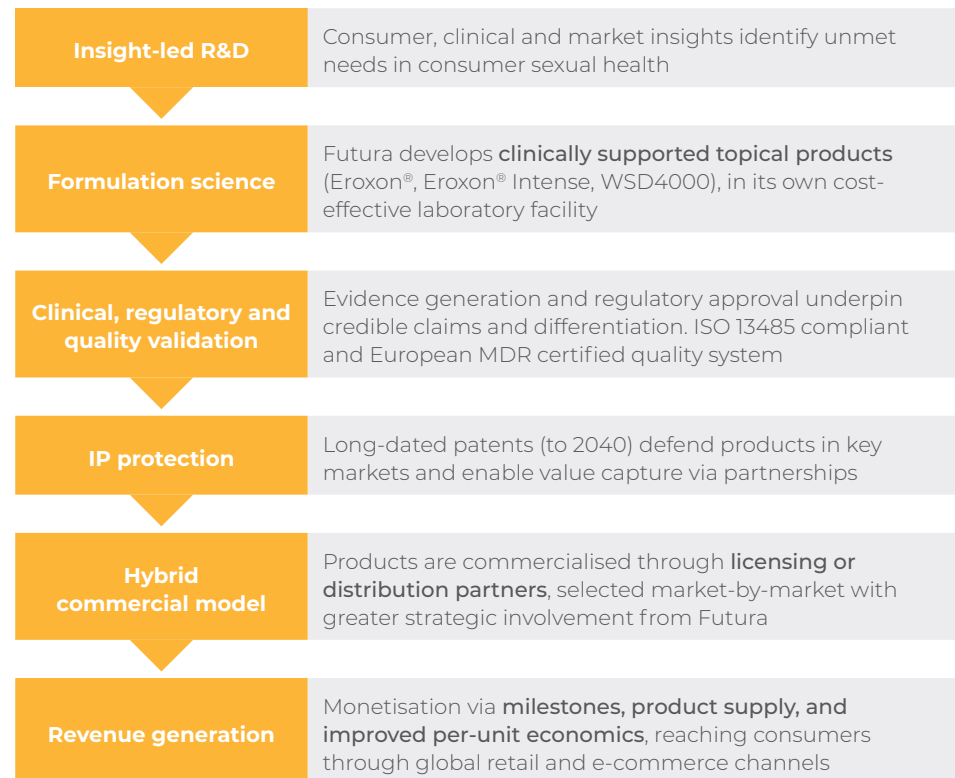 Insight-led R&D
Consumer, clinical and market insights identify unmet
needs in consumer sexual health
Formulation science
Futura develops clinically supported topical products
(Eroxon®, Eroxon® Intense, WSD4000), in its own cost-
effective laboratory facility
Clinical, regulatory and
quality validation
Evidence generation and regulatory approval underpin
credible claims and differentiation. ISO 13485 compliant
and European MDR certified quality system
IP protection
Long-dated patents (to 2040) defend products in key
markets and enable value capture via partnerships
Hybrid
commercial model
Products are commercialised through licensing or
distribution partners, selected market-by-market with
greater strategic involvement from Futura
Revenue generation
Monetisation via milestones, product supply, and
improved per-unit economics, reaching consumers
through global retail and e-commerce channels